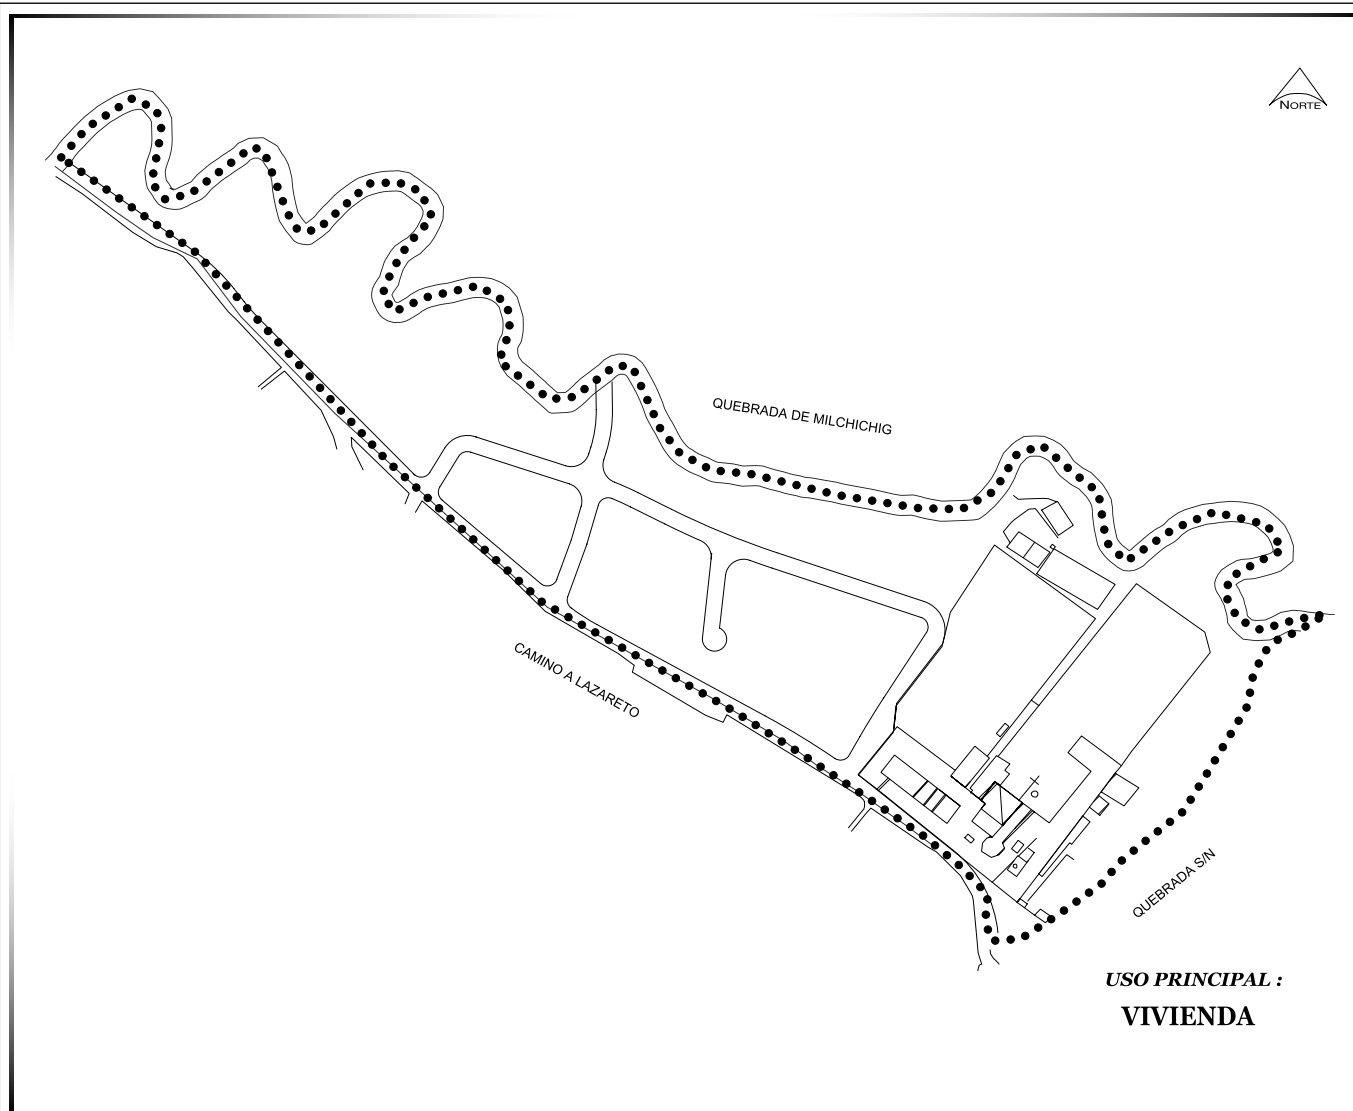 NORTE
QUEBRADA DE MILCHICHIG
CAMINO A LAZARETO
QUEBRADA S/N
USO PRINCIPAL :
VIVIENDA